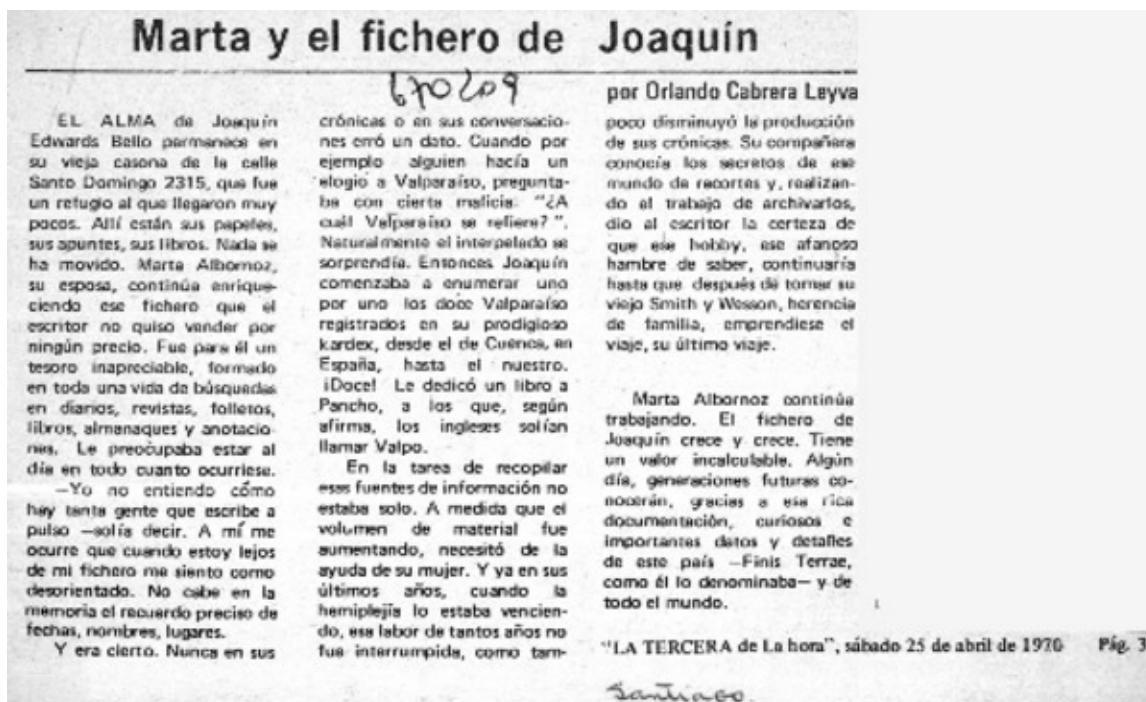 Marta y el fichero de Joaquín
670209
por Orlando Cabrera Leyva
EL ALMA de Joaquín
Edwards Bello permanece en
su vieja casona de la calle
Santo Domingo 2315, que fue
un refugio al que llegaron muy
pocos. Allí están sus papeles,
sus apuntes, sus libros. Nada se
ha movido. Marta Albornoz,
su esposa, continúa enrique-
ciendo ese fichero que el
escritor no quiso vender por
ningún precio. Fue para él un
tesoro inapreciable, formado
en toda una vida de búsquedas
en diarios, revistas, folletos,
libros, almanaques y anotacio-
nes. Le preocupaba estar al
día en todo cuanto ocurriese.
—Yo no entiendo cómo
hay tanta gente que escribe a
pulso —solía decir. A mí me
ocurre que cuando estoy lejos
de mi fichero me siento como
desorientado. No cabe en la
memoria el recuerdo preciso de
fechas, nombres, lugares.
Y era cierto. Nunca en sus
crónicas o en sus conversacio-
nes erró un dato. Cuando por
ejemplo alguien hacía un
elogio a Valparaíso, pregunta-
ba con cierta malicia: "¿A
cuál Valparaíso se refiere?".
Naturalmente el interpelado se
sorprendía. Entonces Joaquín
comenzaba a enumerar uno
por uno los doce Valparaíso
registrados en su prodigioso
kardex, desde el de Cuenca, en
España, hasta el nuestro.
¡Doce! Le dedicó un libro a
Pancho, a los que, según
afirma, los ingleses solían
llamar Valpo.
En la tarea de recopilar
esas fuentes de información no
estaba solo. A medida que el
volumen de material fue
aumentando, necesitó de la
ayuda de su mujer. Y ya en sus
últimos años, cuando la
hemiplejía lo estaba vencien-
do, esa labor de tantos años no
fue interrumpida, como tam-
poco disminuyó la producción
de sus crónicas. Su compañera
conocía los secretos de ese
mundo de recortes y, realizan-
do el trabajo de archivarlos,
dio al escritor la certeza de
que ese hobby, ese afanoso
hambre de saber, continuaría
hasta que después de tomar su
viejo Smith y Wesson, herencia
de familia, emprendiese el
viaje, su último viaje.
Marta Albornoz continúa
trabajando. El fichero de
Joaquín crece y crece. Tiene
un valor incalculable. Algún
día, generaciones futuras co-
nocerán, gracias a esa rica
documentación, curiosos e
importantes datos y detalles
de este país —Finis Terrae,
como él lo denominaba— y de
todo el mundo.
"LA TERCERA de La hora", sábado 25 de abril de 1970 Pág. 3
Santiago.